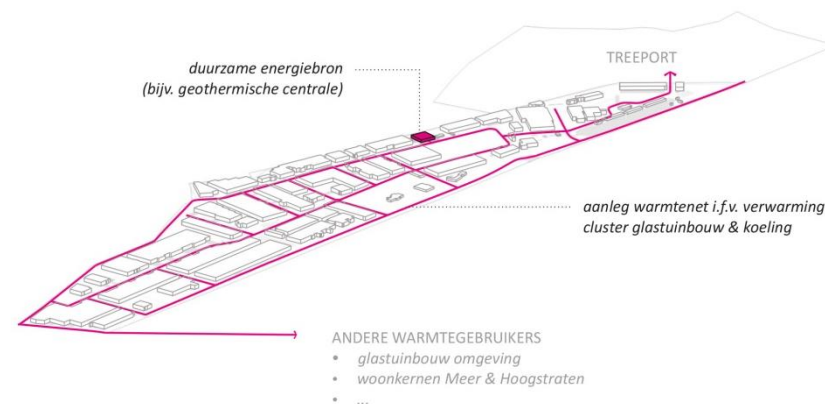 duurzame energiebron
(bijv. geothermische centrale)
TREEPORT
aanleg warmtenet i.f.v. verwarming
cluster glastuinbouw & koeling
ANDERE WARMTEGEBRUIKERS
• glastuinbouw omgeving
• woonkernen Meer & Hoogstraten
• ...